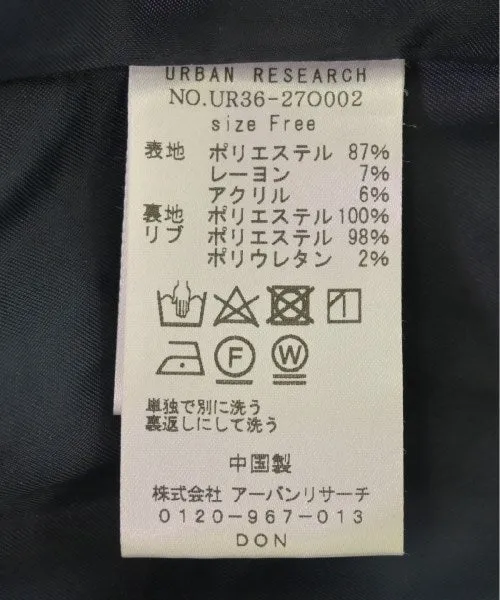 URBAN RESEARCH
NO.UR36-270002
size Free
表地 ポリエステル 87%
レーヨン 7%
アクリル 6%
裏地 ポリエステル 100%
リブ ポリエステル 98%
ポリウレタン 2%
F W
単独で別に洗う
裏返しにして洗う
中国製
株式会社 アーバンリサーチ
0120-967-013
DON